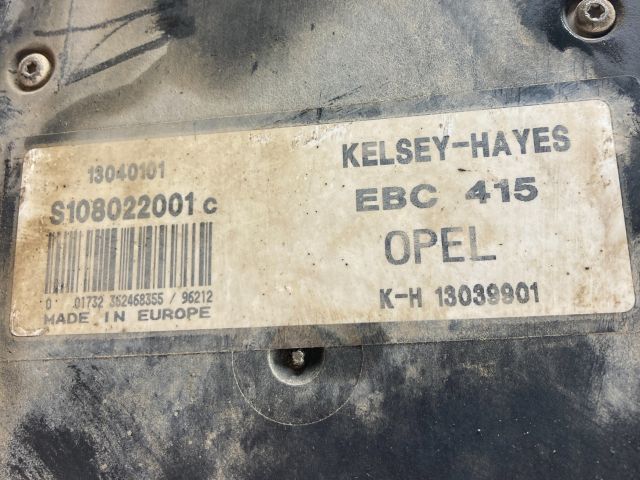 13040101
S108022001 c
0 01732 362468355 / 96212
MADE IN EUROPE
KELSEY-HAYES
EBC 415
OPEL
K-H 13039901